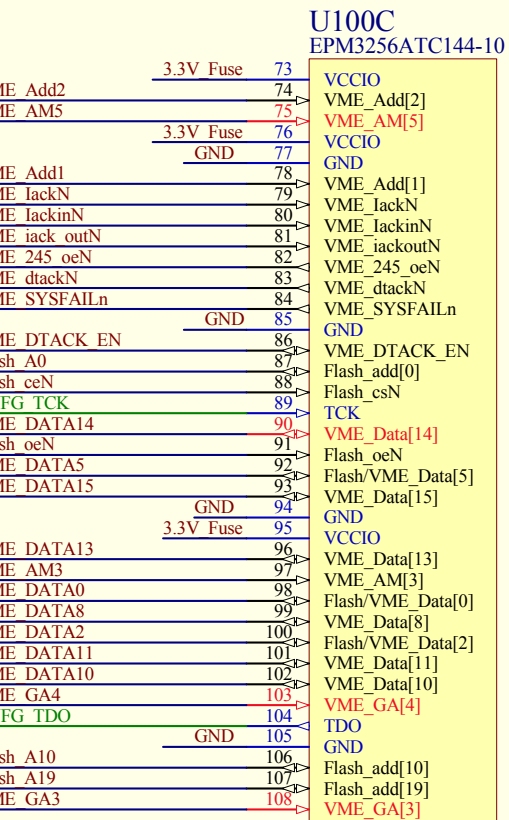 U100C
EPM3256ATC144-10
3.3V_Fuse 73 VCCIO
ME_Add2 74 VME_Add[2]
ME_AM5 75 VME_AM[5]
3.3V_Fuse 76 VCCIO
GND 77 GND
ME_Add1 78 VME_Add[1]
ME_IackN 79 VME_IackN
ME_IackinN 80 VME_IackinN
ME_iack_outN 81 VME_iackoutN
ME_245_oeN 82 VME_245_oeN
ME_dtackN 83 VME_dtackN
ME_SYSFAILn 84 VME_SYSFAILn
GND 85 GND
ME_DTACK_EN 86 VME_DTACK_EN
sh_A0 87 Flash_add[0]
sh_ceN 88 Flash_csN
FG_TCK 89 TCK
ME_DATA14 90 VME_Data[14]
sh_oeN 91 Flash_oeN
ME_DATA5 92 Flash/VME_Data[5]
ME_DATA15 93 VME_Data[15]
GND 94 GND
3.3V_Fuse 95 VCCIO
ME_DATA13 96 VME_Data[13]
ME_AM3 97 VME_AM[3]
ME_DATA0 98 Flash/VME_Data[0]
ME_DATA8 99 VME_Data[8]
ME_DATA2 100 Flash/VME_Data[2]
ME_DATA11 101 VME_Data[11]
ME_DATA10 102 VME_Data[10]
ME_GA4 103 VME_GA[4]
FG_TDO 104 TDO
GND 105 GND
sh_A10 106 Flash_add[10]
sh_A19 107 Flash_add[19]
ME_GA3 108 VME_GA[3]